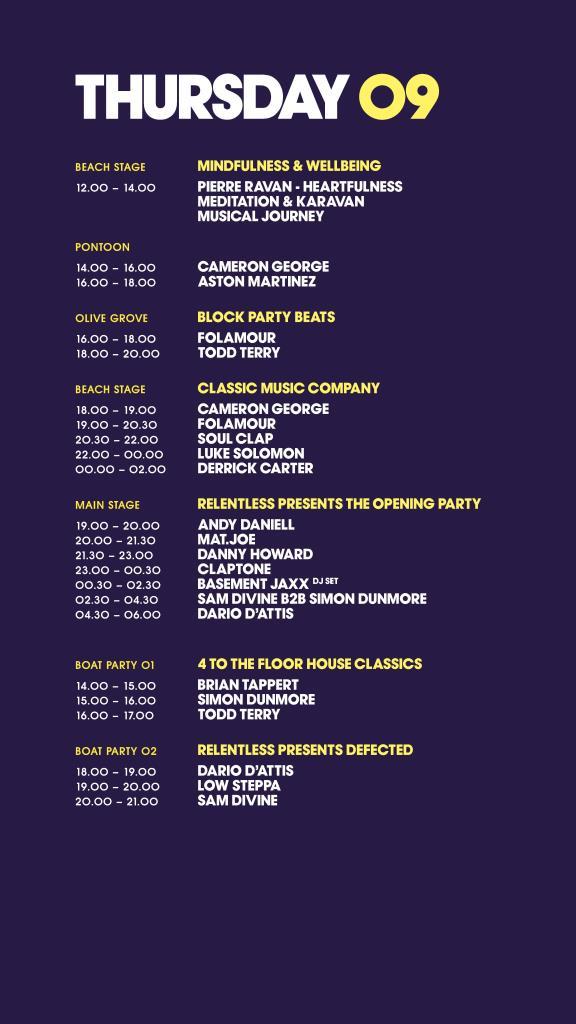 THURSDAY 09
BEACH STAGE MINDFULNESS & WELLBEING
12.00 – 14.00 PIERRE RAVAN - HEARTFULNESS
MEDITATION & KARAVAN
MUSICAL JOURNEY
PONTOON
14.00 – 16.00 CAMERON GEORGE
16.00 – 18.00 ASTON MARTINEZ
OLIVE GROVE BLOCK PARTY BEATS
16.00 – 18.00 FOLAMOUR
18.00 – 20.00 TODD TERRY
BEACH STAGE CLASSIC MUSIC COMPANY
18.00 – 19.00 CAMERON GEORGE
19.00 – 20.30 FOLAMOUR
20.30 – 22.00 SOUL CLAP
22.00 – 00.00 LUKE SOLOMON
00.00 – 02.00 DERRICK CARTER
MAIN STAGE RELENTLESS PRESENTS THE OPENING PARTY
19.00 – 20.00 ANDY DANIELL
20.00 – 21.30 MAT.JOE
21.30 – 23.00 DANNY HOWARD
23.00 – 00.30 CLAPTONE
00.30 – 02.30 BASEMENT JAXX DJ SET
02.30 – 04.30 SAM DIVINE B2B SIMON DUNMORE
04.30 – 06.00 DARIO D'ATTIS
BOAT PARTY 01 4 TO THE FLOOR HOUSE CLASSICS
14.00 – 15.00 BRIAN TAPPERT
15.00 – 16.00 SIMON DUNMORE
16.00 – 17.00 TODD TERRY
BOAT PARTY 02 RELENTLESS PRESENTS DEFECTED
18.00 – 19.00 DARIO D'ATTIS
19.00 – 20.00 LOW STEPPA
20.00 – 21.00 SAM DIVINE